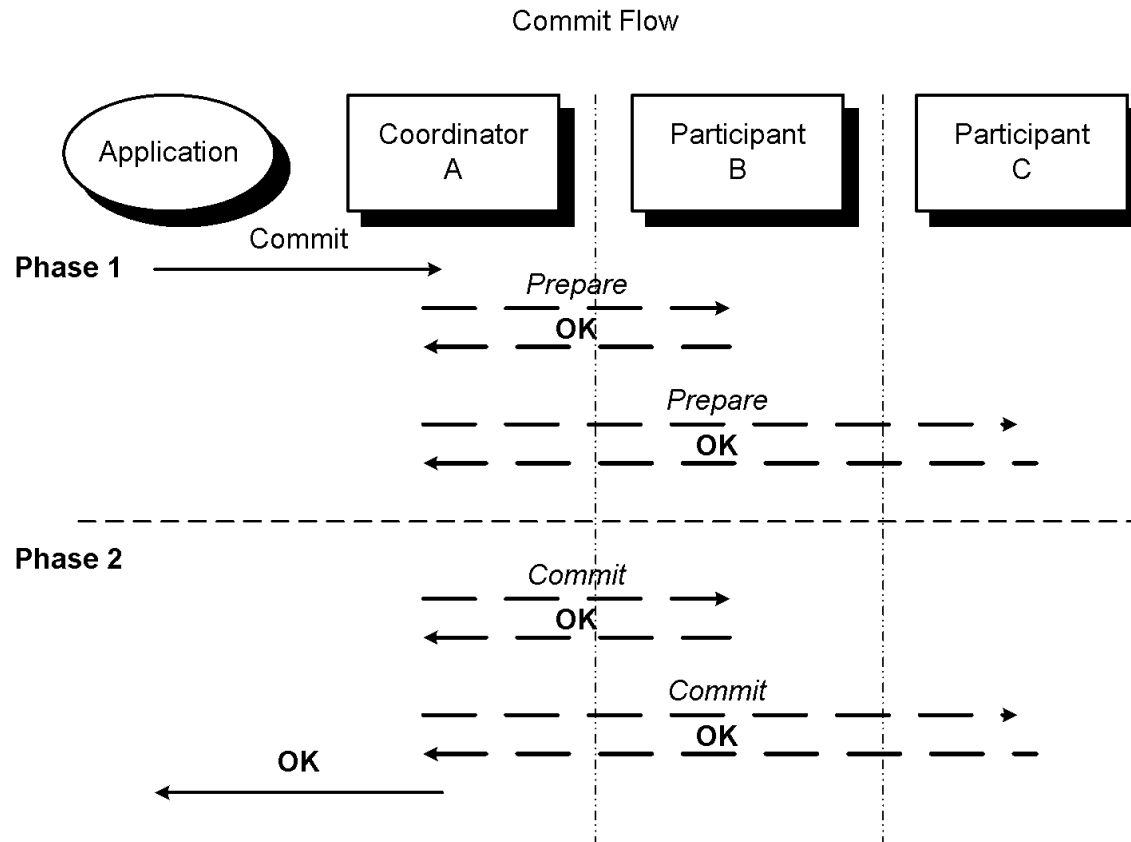 Commit Flow
Application
Coordinator
A
Participant
B
Participant
C
Commit
Phase 1
Prepare
OK
Prepare
OK
Phase 2
Commit
OK
Commit
OK
OK